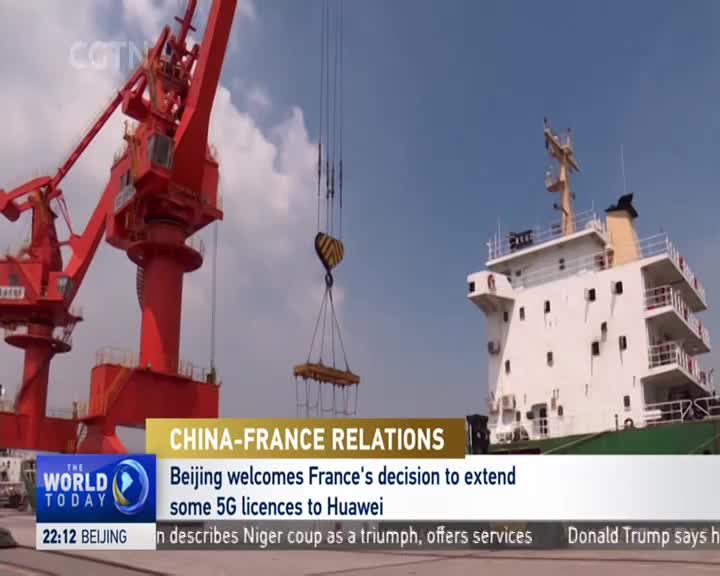 CGTN
CHINA-FRANCE RELATIONS
Beijing welcomes France's decision to extend
some 5G licences to Huawei
THE
WORLD
TODAY
22:12 BEIJING
n describes Niger coup as a triumph, offers services Donald Trump says h